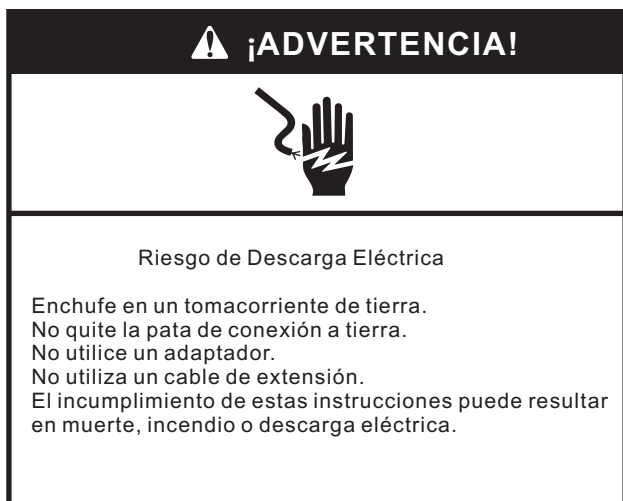 ¡ADVERTENCIA!
Riesgo de Descarga Eléctrica
Enchufe en un tomacorriente de tierra.
No quite la pata de conexión a tierra.
No utilice un adaptador.
No utiliza un cable de extensión.
El incumplimiento de estas instrucciones puede resultar
en muerte, incendio o descarga eléctrica.